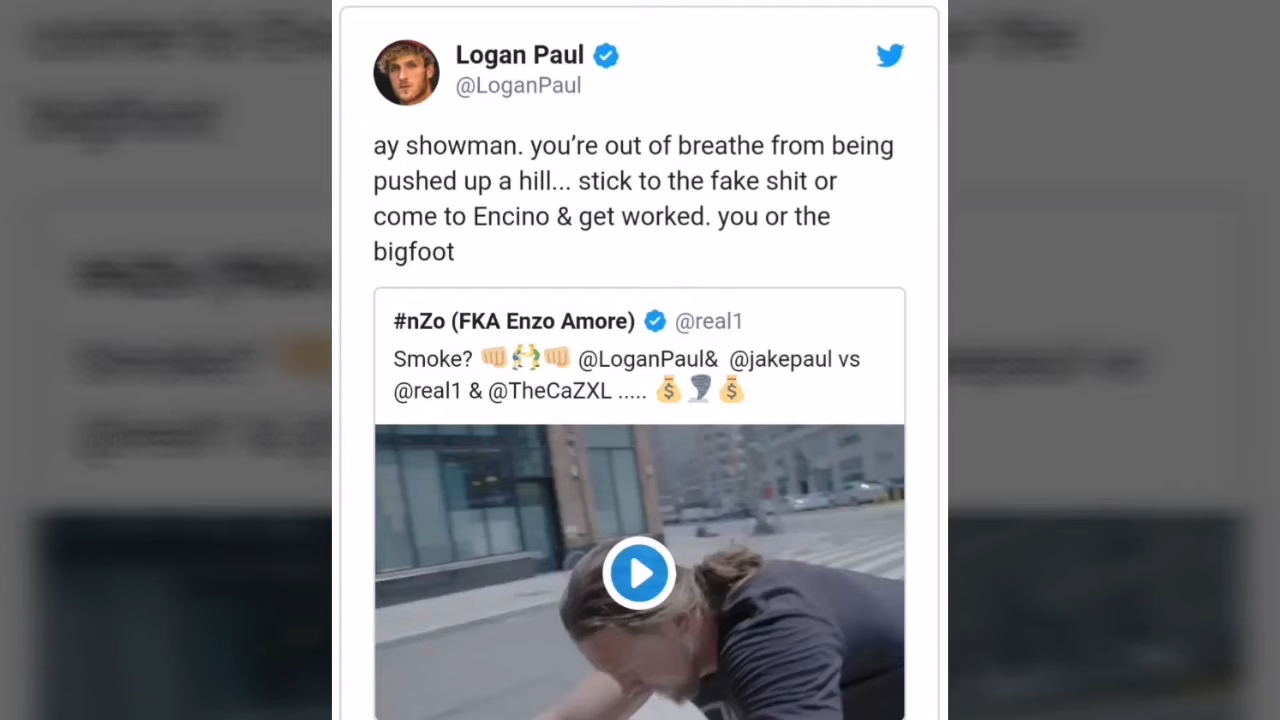 Logan Paul
@LoganPaul
ay showman. you’re out of breathe from being
pushed up a hill... stick to the fake shit or
come to Encino & get worked. you or the
bigfoot
#nZo (FKA Enzo Amore) @real1
Smoke? 👊🤼‍♂️👊 @LoganPaul& @jakepaul vs
@real1 & @TheCaZXL ..... 💰🌪💰